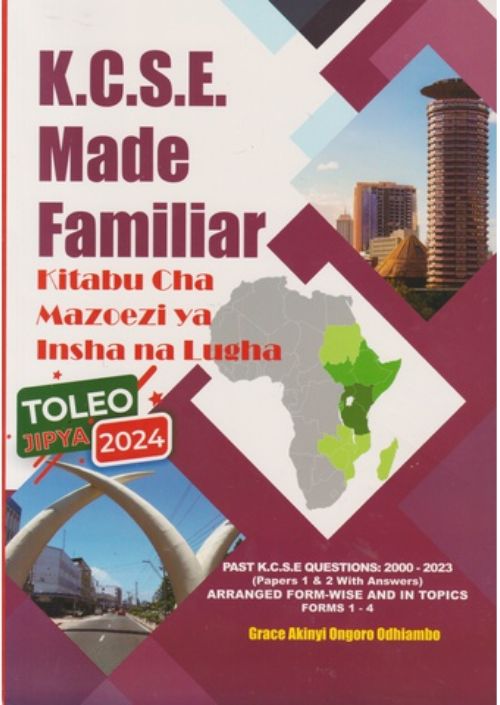 K.C.S.E.
Made
Familiar
Kitabu Cha
Mazoezi ya
Insha na Lugha
TOLEO
JIPYA 2024
PAST K.C.S.E QUESTIONS: 2000 - 2023
(Papers 1 & 2 With Answers)
ARRANGED FORM-WISE AND IN TOPICS
FORMS 1 - 4
Grace Akinyi Ongoro Odhiambo